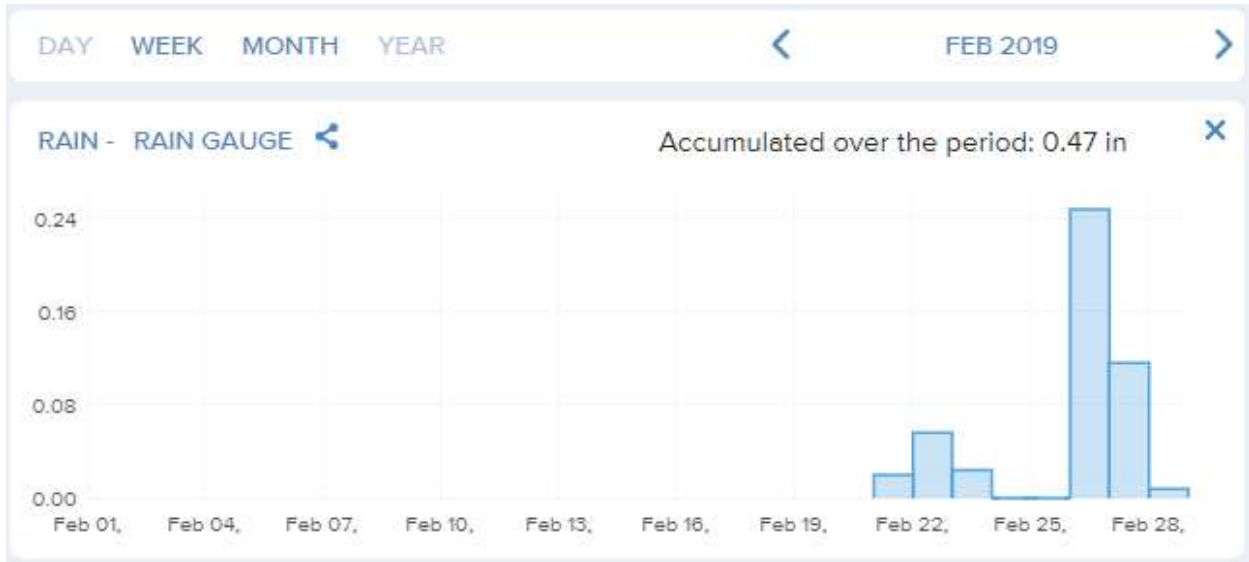 DAY WEEK MONTH YEAR FEB 2019
RAIN - RAIN GAUGE Accumulated over the period: 0.47 in
0.24
0.16
0.08
0.00
Feb 01, Feb 04, Feb 07, Feb 10, Feb 13, Feb 16, Feb 19, Feb 22, Feb 25, Feb 28,